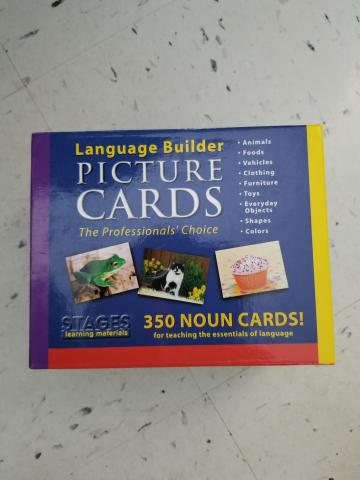 Language Builder
PICTURE
CARDS
The Professionals' Choice
• Animals
• Foods
• Vehicles
• Clothing
• Furniture
• Toys
• Everyday
Objects
• Shapes
• Colors
STAGES
learning materials
350 NOUN CARDS!
for teaching the essentials of language